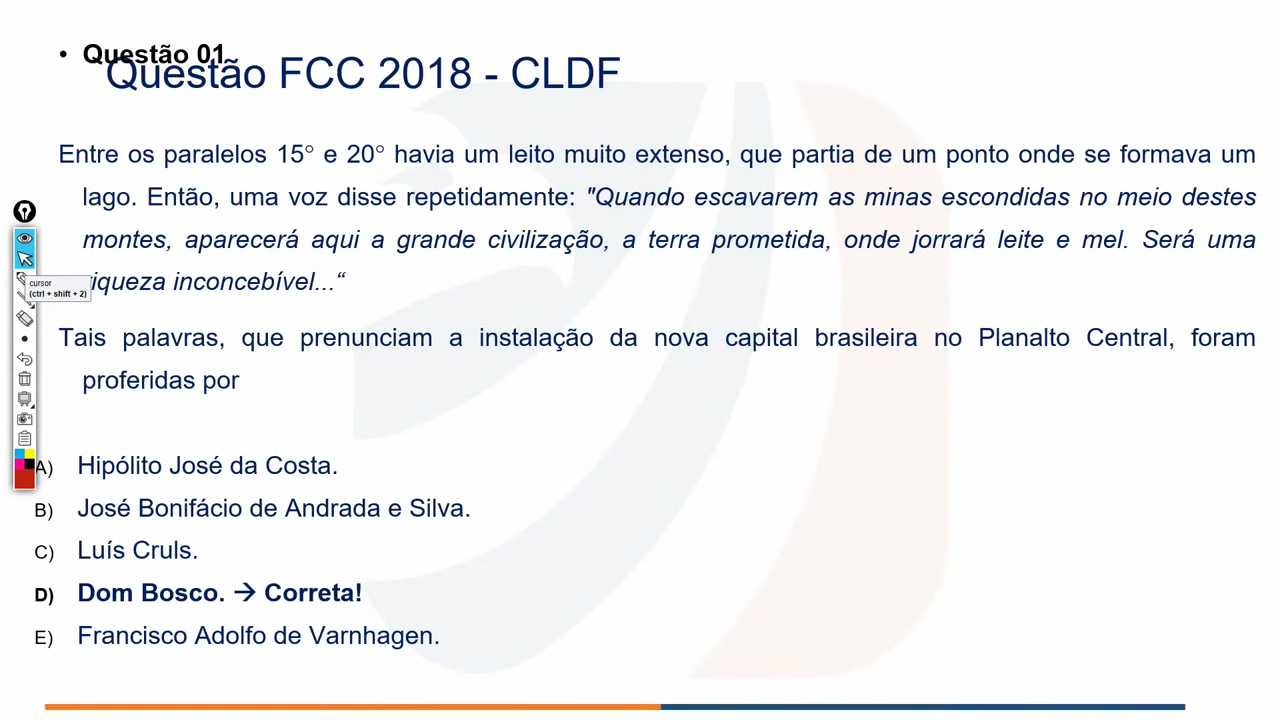 • Questão 01
Questão FCC 2018 - CLDF
Entre os paralelos 15° e 20° havia um leito muito extenso, que partia de um ponto onde se formava um
lago. Então, uma voz disse repetidamente: "Quando escavarem as minas escondidas no meio destes
montes, aparecerá aqui a grande civilização, a terra prometida, onde jorrará leite e mel. Será uma
riqueza inconcebível...“
cursor
(ctrl + shift + 2)
Tais palavras, que prenunciam a instalação da nova capital brasileira no Planalto Central, foram
proferidas por
A) Hipólito José da Costa.
B) José Bonifácio de Andrada e Silva.
C) Luís Cruls.
D) Dom Bosco. → Correta!
E) Francisco Adolfo de Varnhagen.